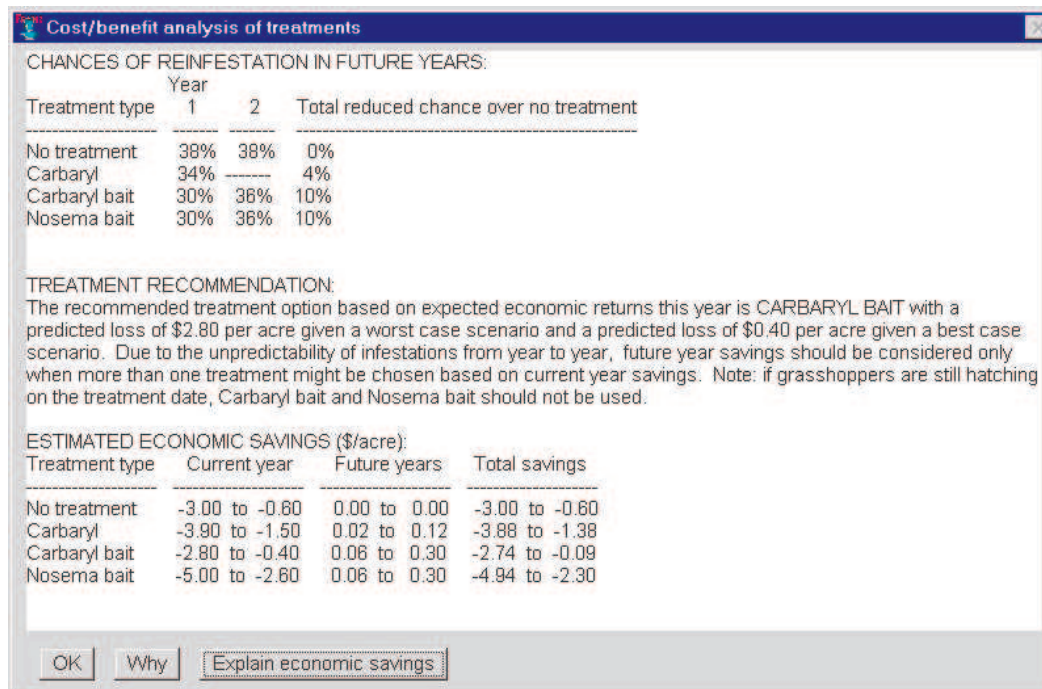 Cost/benefit analysis of treatments
CHANCES OF REINFESTATION IN FUTURE YEARS:
Year
Treatment type 1 2 Total reduced chance over no treatment
-------------------- ------- ------- ----------------------------------------------------
No treatment 38% 38% 0%
Carbaryl 34% ------- 4%
Carbaryl bait 30% 36% 10%
Nosema bait 30% 36% 10%
TREATMENT RECOMMENDATION:
The recommended treatment option based on expected economic returns this year is CARBARYL BAIT with a
predicted loss of $2.80 per acre given a worst case scenario and a predicted loss of $0.40 per acre given a best case
scenario. Due to the unpredictability of infestations from year to year, future year savings should be considered only
when more than one treatment might be chosen based on current year savings. Note: if grasshoppers are still hatching
on the treatment date, Carbaryl bait and Nosema bait should not be used.
ESTIMATED ECONOMIC SAVINGS ($/acre):
Treatment type Current year Future years Total savings
-------------------- -------------------- -------------------- --------------------
No treatment -3.00 to -0.60 0.00 to 0.00 -3.00 to -0.60
Carbaryl -3.90 to -1.50 0.02 to 0.12 -3.88 to -1.38
Carbaryl bait -2.80 to -0.40 0.06 to 0.30 -2.74 to -0.09
Nosema bait -5.00 to -2.60 0.06 to 0.30 -4.94 to -2.30
OK Why Explain economic savings